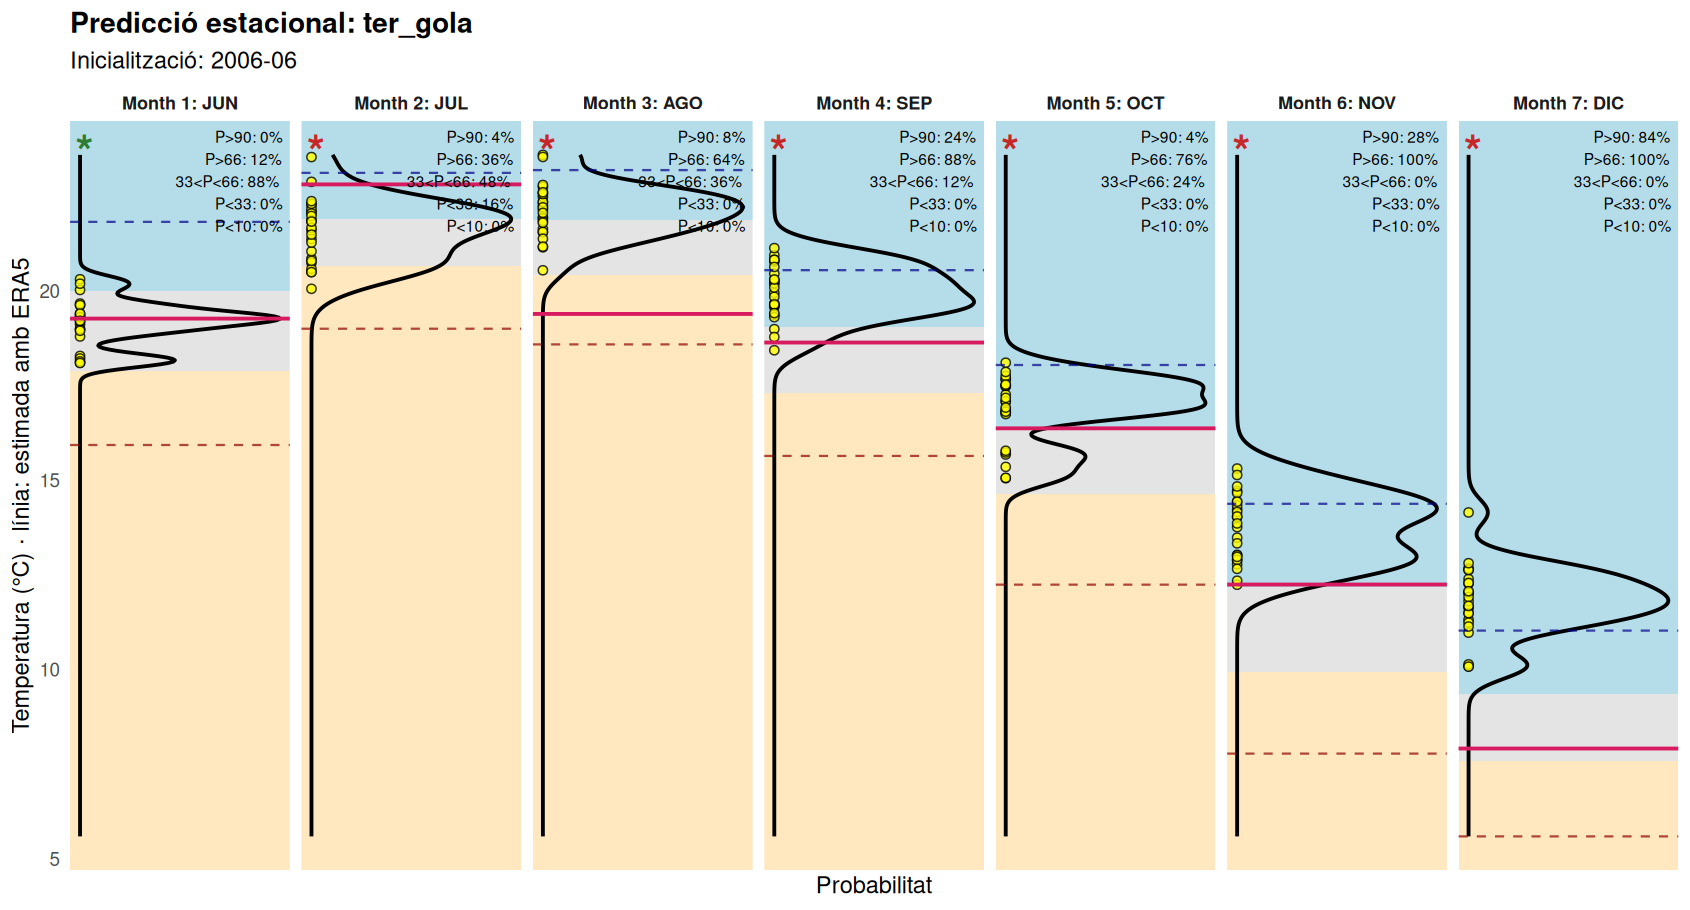 Predicció estacional: ter_gola
Inicialització: 2006-06
Month 1: JUN
Month 2: JUL
Month 3: AGO
Month 4: SEP
Month 5: OCT
Month 6: NOV
Month 7: DIC
*
P>90: 0%
P>66: 12%
33<P<66: 88%
P<33: 0%
P<10: 0%
*
P>90: 4%
P>66: 36%
33<P<66: 48%
P<33: 16%
P<10: 0%
*
P>90: 8%
P>66: 64%
33<P<66: 36%
P<33: 0%
P<10: 0%
*
P>90: 24%
P>66: 88%
33<P<66: 12%
P<33: 0%
P<10: 0%
*
P>90: 4%
P>66: 76%
33<P<66: 24%
P<33: 0%
P<10: 0%
*
P>90: 28%
P>66: 100%
33<P<66: 0%
P<33: 0%
P<10: 0%
*
P>90: 84%
P>66: 100%
33<P<66: 0%
P<33: 0%
P<10: 0%
20
15
10
5
Temperatura (°C) · línia: estimada amb ERA5
Probabilitat